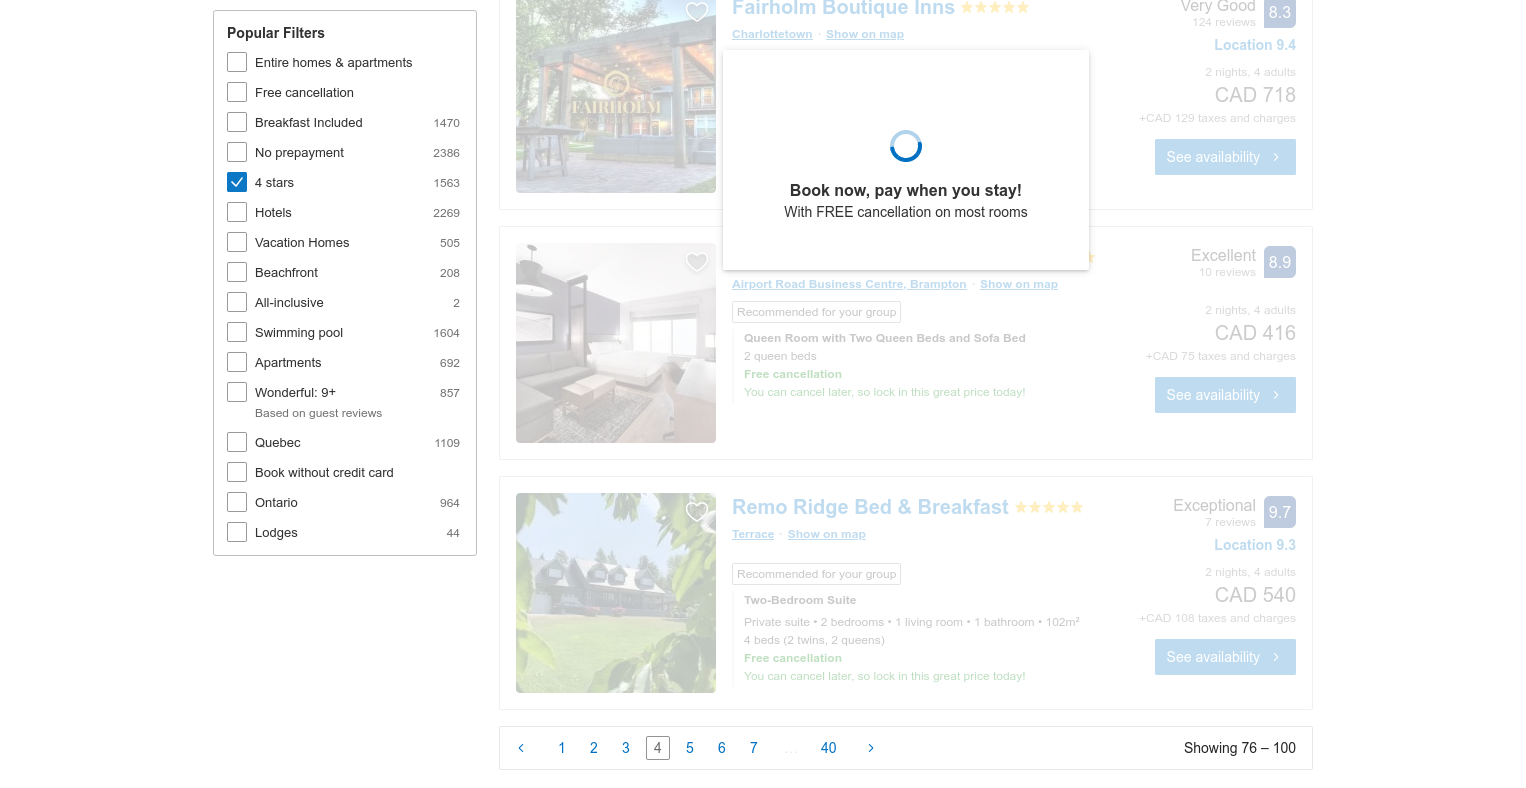 Popular Filters
Entire homes & apartments
Free cancellation
Breakfast Included 1470
No prepayment 2386
4 stars 1563
Hotels 2269
Vacation Homes 505
Beachfront 208
All-inclusive 2
Swimming pool 1604
Apartments 692
Wonderful: 9+ 857
Based on guest reviews
Quebec 1109
Book without credit card
Ontario 964
Lodges 44
FAIRHOLM
Fairholm Boutique Inns
Charlottetown · Show on map
Very Good 8.3
124 reviews
Location 9.4
2 nights, 4 adults
CAD 718
+CAD 129 taxes and charges
See availability
Book now, pay when you stay!
With FREE cancellation on most rooms
Airport Road Business Centre, Brampton · Show on map
Recommended for your group
Queen Room with Two Queen Beds and Sofa Bed
2 queen beds
Free cancellation
You can cancel later, so lock in this great price today!
Excellent 8.9
10 reviews
2 nights, 4 adults
CAD 416
+CAD 75 taxes and charges
See availability
Remo Ridge Bed & Breakfast
Terrace · Show on map
Recommended for your group
Two-Bedroom Suite
Private suite • 2 bedrooms • 1 living room • 1 bathroom • 102m²
4 beds (2 twins, 2 queens)
Free cancellation
You can cancel later, so lock in this great price today!
Exceptional 9.7
7 reviews
Location 9.3
2 nights, 4 adults
CAD 540
+CAD 108 taxes and charges
See availability
1 2 3 4 5 6 7 … 40
Showing 76 – 100